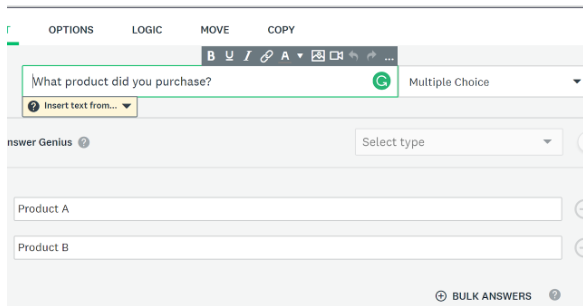 T OPTIONS LOGIC MOVE COPY
B U I A ...
What product did you purchase? Multiple Choice
Insert text from...
nswer Genius Select type
Product A
Product B
BULK ANSWERS